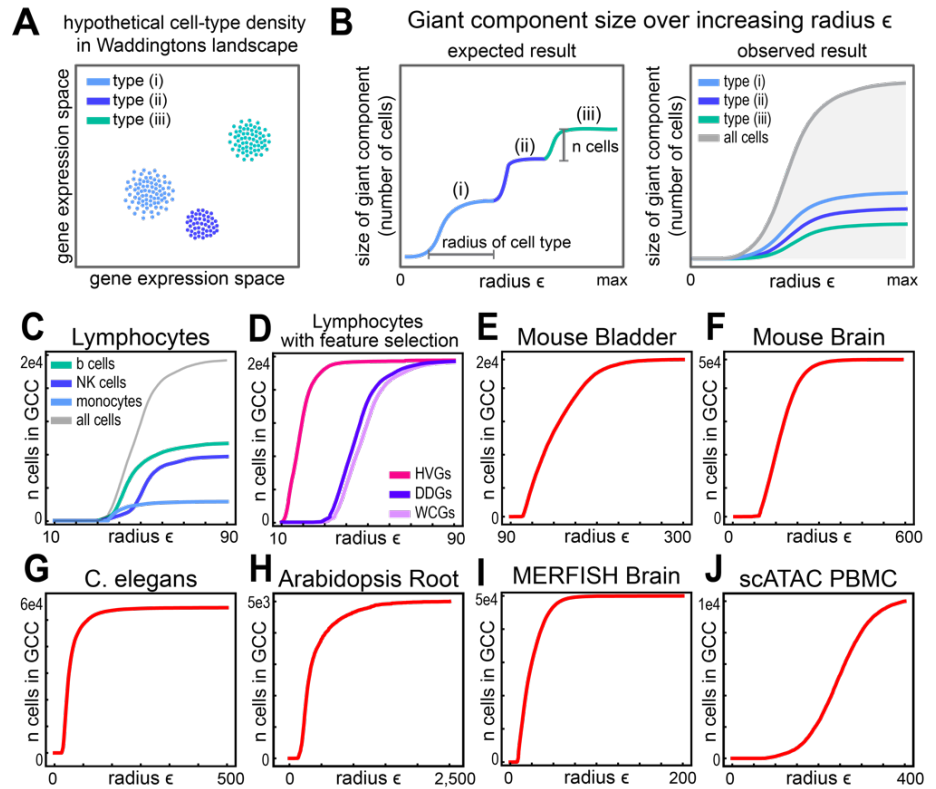 A
hypothetical cell-type density
in Waddingtons landscape
type (i)
type (ii)
type (iii)
gene expression space
gene expression space
B
Giant component size over increasing radius ϵ
expected result
size of giant component
(number of cells)
(i)
(ii)
(iii)
n cells
radius of cell type
0
radius ϵ
max
observed result
size of giant component
(number of cells)
type (i)
type (ii)
type (iii)
all cells
0
radius ϵ
max
C
Lymphocytes
n cells in GCC
2e4
0
b cells
NK cells
monocytes
all cells
10
radius ϵ
90
D
Lymphocytes
with feature selection
n cells in GCC
2e4
0
HVGs
DDGs
WCGs
10
radius ϵ
90
E
Mouse Bladder
n cells in GCC
2e4
0
90
radius ϵ
300
F
Mouse Brain
n cells in GCC
5e4
0
0
radius ϵ
600
G
C. elegans
n cells in GCC
6e4
0
0
radius ϵ
500
H
Arabidopsis Root
n cells in GCC
5e3
0
0
radius ϵ
2,500
I
MERFISH Brain
n cells in GCC
5e4
0
0
radius ϵ
200
J
scATAC PBMC
n cells in GCC
1e4
0
0
radius ϵ
400